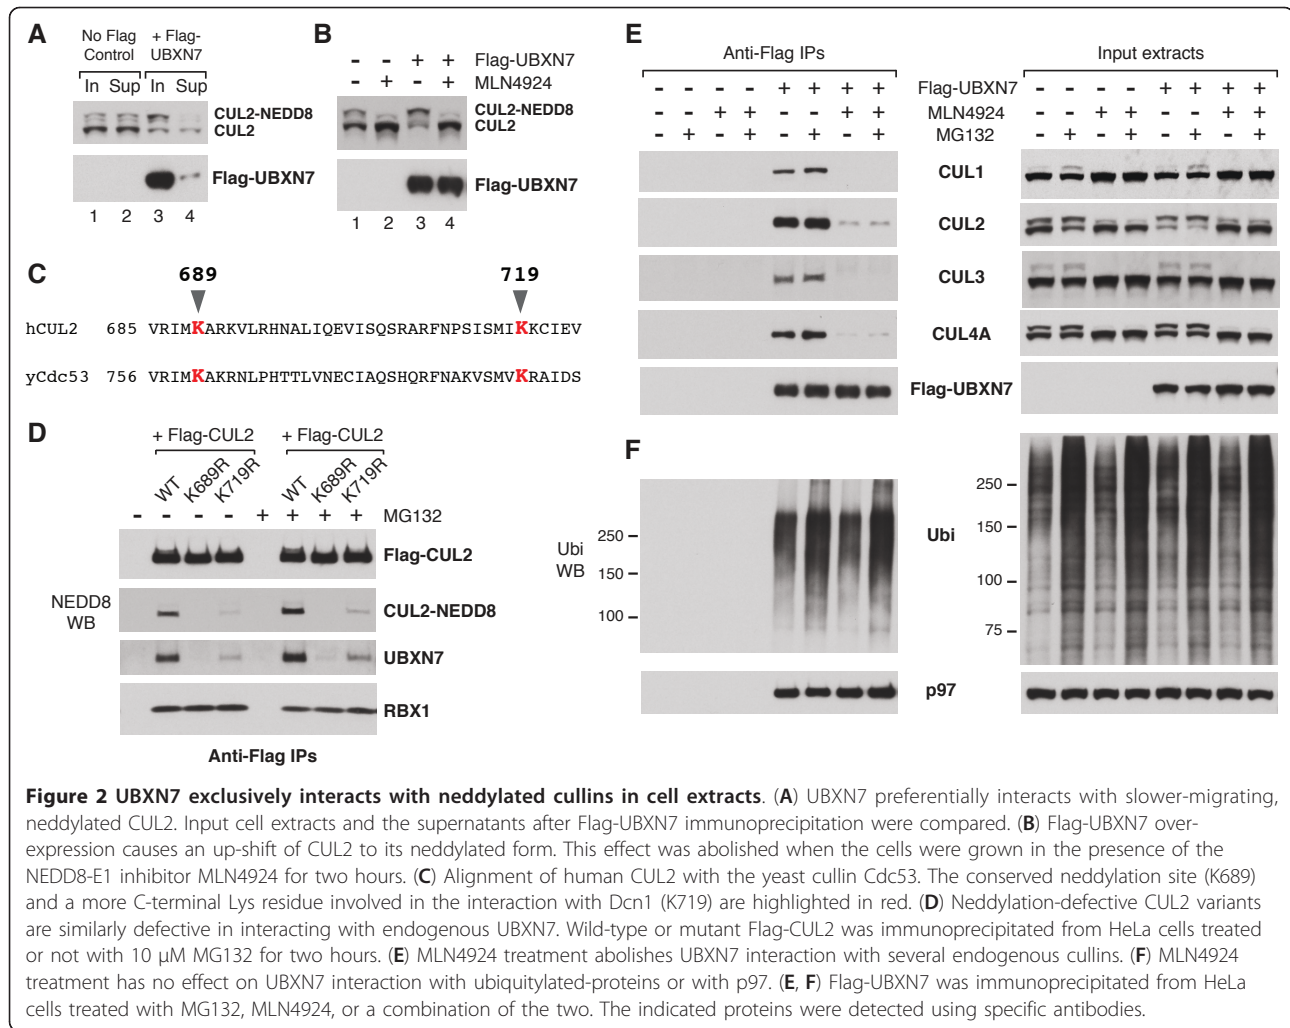 A
No Flag Control
+ Flag-UBXN7
In Sup In Sup
CUL2-NEDD8
CUL2
Flag-UBXN7
1 2 3 4
B
- - + + Flag-UBXN7
- + - + MLN4924
CUL2-NEDD8
CUL2
Flag-UBXN7
1 2 3 4
C
689 719
hCUL2 685 VRIMKARKVLRHNALIQEVISQSRARFNPSISMIKKCIEV
yCdc53 756 VRIMKAKRNLPHTTLVNECIAQSHQRFNAKVSMVKRAIDS
D
+ Flag-CUL2 + Flag-CUL2
WT K689R K719R WT K689R K719R
- - - - + + + + MG132
Flag-CUL2
NEDD8 WB
CUL2-NEDD8
UBXN7
RBX1
Anti-Flag IPs
E
Anti-Flag IPs Input extracts
- - - - + + + + Flag-UBXN7 - - - - + + + +
- - + + - - + + MLN4924 - - + + - - + +
- + - + - + - + MG132 - + - + - + - +
CUL1
CUL2
CUL3
CUL4A
Flag-UBXN7
F
Ubi WB
250
150
100
Ubi
250
150
100
75
p97
Figure 2 UBXN7 exclusively interacts with neddylated cullins in cell extracts. (A) UBXN7 preferentially interacts with slower-migrating,
neddylated CUL2. Input cell extracts and the supernatants after Flag-UBXN7 immunoprecipitation were compared. (B) Flag-UBXN7 over-
expression causes an up-shift of CUL2 to its neddylated form. This effect was abolished when the cells were grown in the presence of the
NEDD8-E1 inhibitor MLN4924 for two hours. (C) Alignment of human CUL2 with the yeast cullin Cdc53. The conserved neddylation site (K689)
and a more C-terminal Lys residue involved in the interaction with Dcn1 (K719) are highlighted in red. (D) Neddylation-defective CUL2 variants
are similarly defective in interacting with endogenous UBXN7. Wild-type or mutant Flag-CUL2 was immunoprecipitated from HeLa cells treated
or not with 10 μM MG132 for two hours. (E) MLN4924 treatment abolishes UBXN7 interaction with several endogenous cullins. (F) MLN4924
treatment has no effect on UBXN7 interaction with ubiquitylated-proteins or with p97. (E, F) Flag-UBXN7 was immunoprecipitated from HeLa
cells treated with MG132, MLN4924, or a combination of the two. The indicated proteins were detected using specific antibodies.